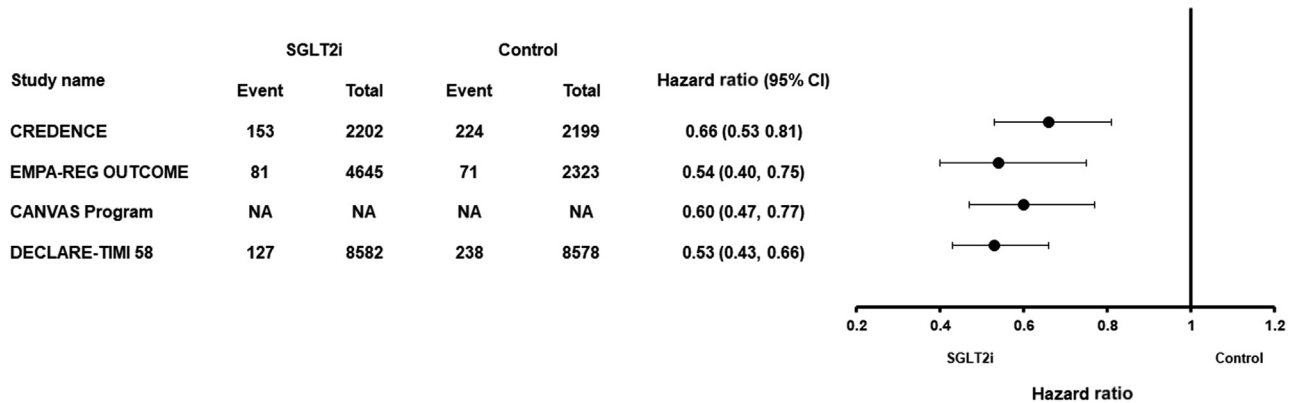 SGLT2i Control
Study name Hazard ratio (95% CI)
Event Total Event Total
CREDENCE 153 2202 224 2199 0.66 (0.53 0.81)
EMPA-REG OUTCOME 81 4645 71 2323 0.54 (0.40, 0.75)
CANVAS Program NA NA NA NA 0.60 (0.47, 0.77)
DECLARE-TIMI 58 127 8582 238 8578 0.53 (0.43, 0.66)
0.2 0.4 0.6 0.8 1 1.2
SGLT2i Control
Hazard ratio